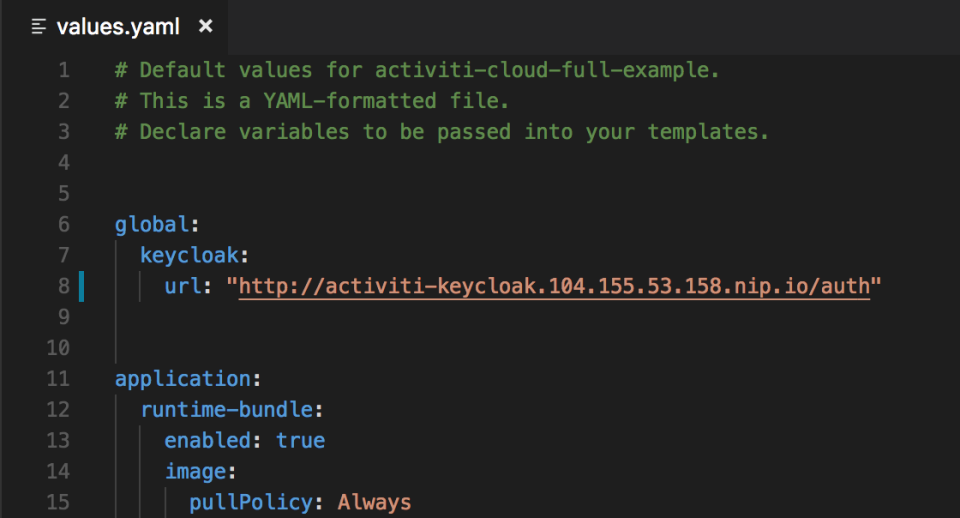 values.yaml ×
1 # Default values for activiti-cloud-full-example.
2 # This is a YAML-formatted file.
3 # Declare variables to be passed into your templates.
4
5
6 global:
7   keycloak:
8     url: "http://activiti-keycloak.104.155.53.158.nip.io/auth"
9
10
11 application:
12   runtime-bundle:
13     enabled: true
14     image:
15       pullPolicy: Always